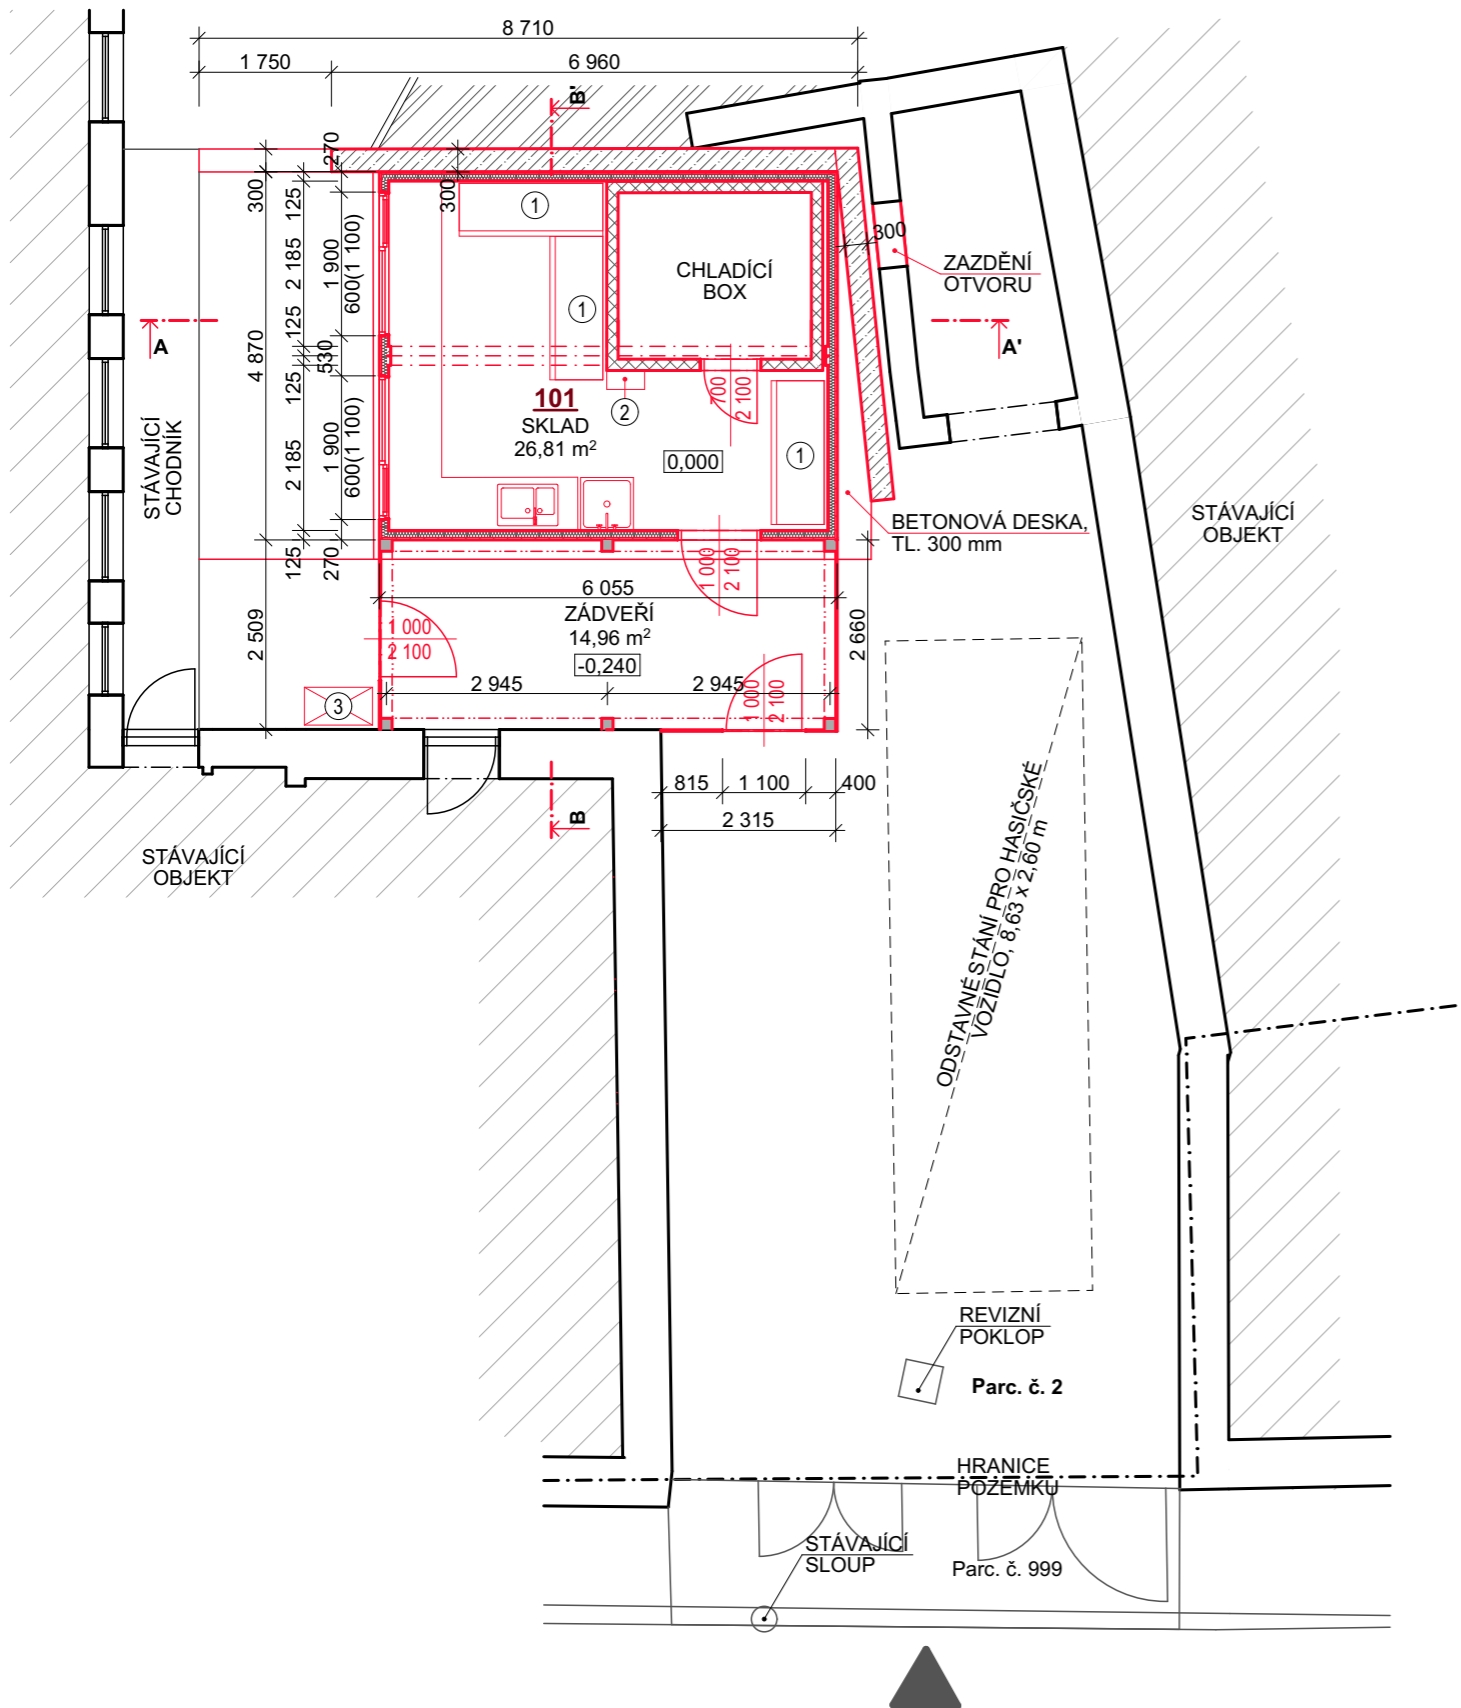 8 710
1 750
6 960
B'
270
300
125
2 185
125
125
2 185
125
1 900
600(1 100)
530
1 900
600(1 100)
270
4 870
2 509
300
1
1
CHLADÍCÍ
BOX
300
ZAZDĚNÍ
OTVORU
A
A'
101
SKLAD
26,81 m²
2
700
2 100
0,000
1
STÁVAJÍCÍ
CHODNÍK
BETONOVÁ DESKA,
TL. 300 mm
STÁVAJÍCÍ
OBJEKT
1 000
2 100
6 055
ZÁDVEŘÍ
14,96 m²
-0,240
1 000
2 100
2 660
2 945
2 945
1 000
2 100
3
815
1 100
400
2 315
B
STÁVAJÍCÍ
OBJEKT
ODSTAVNÉ STÁNÍ PRO HASIČSKÉ
VOZIDLO, 8,63 x 2,60 m
REVIZNÍ
POKLOP
Parc. č. 2
HRANICE
POZEMKU
STÁVAJÍCÍ
SLOUP
Parc. č. 999